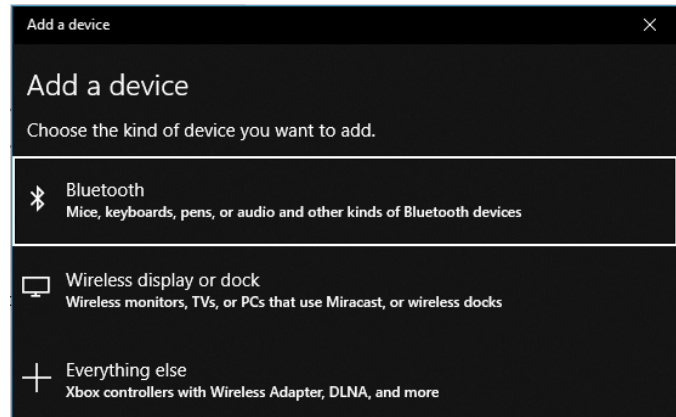 Add a device
Add a device
Choose the kind of device you want to add.
Bluetooth
Mice, keyboards, pens, or audio and other kinds of Bluetooth devices
Wireless display or dock
Wireless monitors, TVs, or PCs that use Miracast, or wireless docks
Everything else
Xbox controllers with Wireless Adapter, DLNA, and more